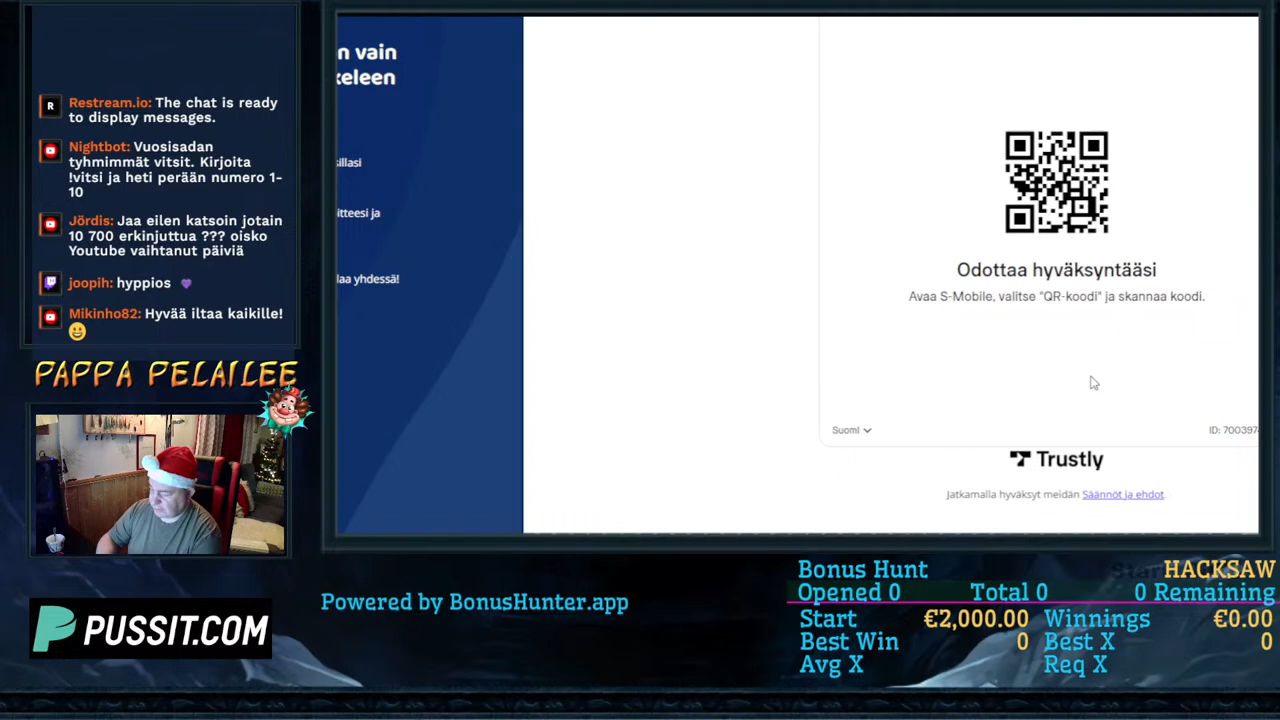 Restream.io: The chat is ready
to display messages.
Nightbot: Vuosisadan
tyhmimmät vitsit. Kirjoita
!vitsi ja heti perään numero 1-
10
Jördis: Jaa eilen katsoin jotain
10 700 erkinjuttua ??? oisko
Youtube vaihtanut päiviä
joopih: hyppios
Mikinho82: Hyvää iltaa kaikille!
PAPPA PELAILEE
PUSSIT.COM
n vain
keleen
sillasi
itteesi ja
laa yhdessä!
Odottaa hyväksyntääsi
Avaa S-Mobile, valitse "QR-koodi" ja skannaa koodi.
Suomi
ID: 700397
Trustly
Jatkamalla hyväksyt meidän Säännöt ja ehdot.
Powered by BonusHunter.app
Bonus Hunt HACKSAW
Opened 0 Total 0 0 Remaining
Start €2,000.00 Winnings €0.00
Best Win 0 Best X 0
Avg X Req X